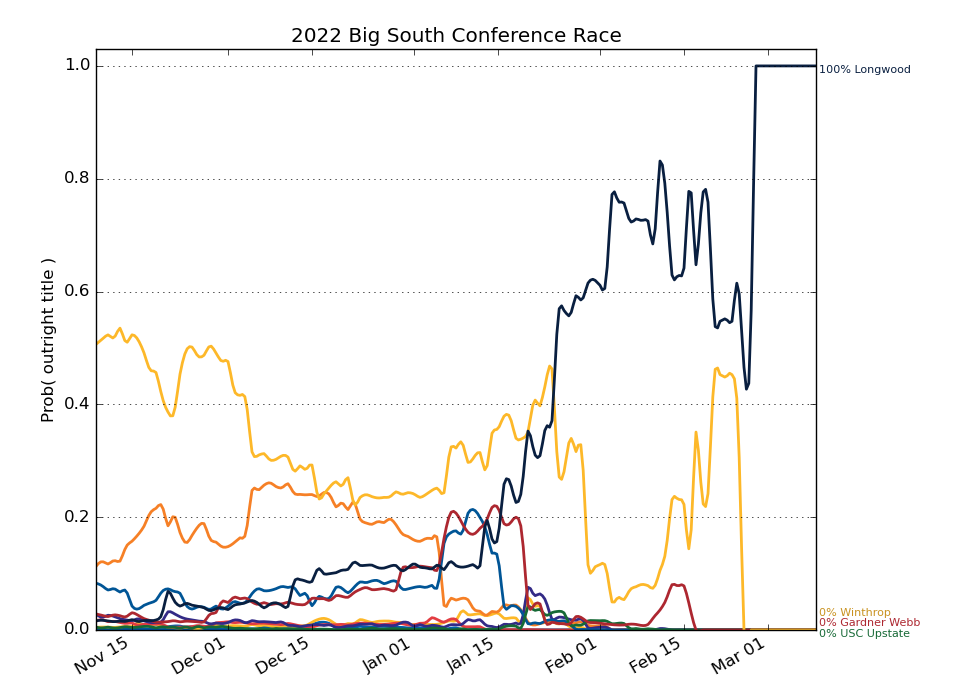 2022 Big South Conference Race
Prob( outright title )
1.0
0.8
0.6
0.4
0.2
0.0
100% Longwood
0% Winthrop
0% Gardner Webb
0% USC Upstate
Nov 15
Dec 01
Dec 15
Jan 01
Jan 15
Feb 01
Feb 15
Mar 01